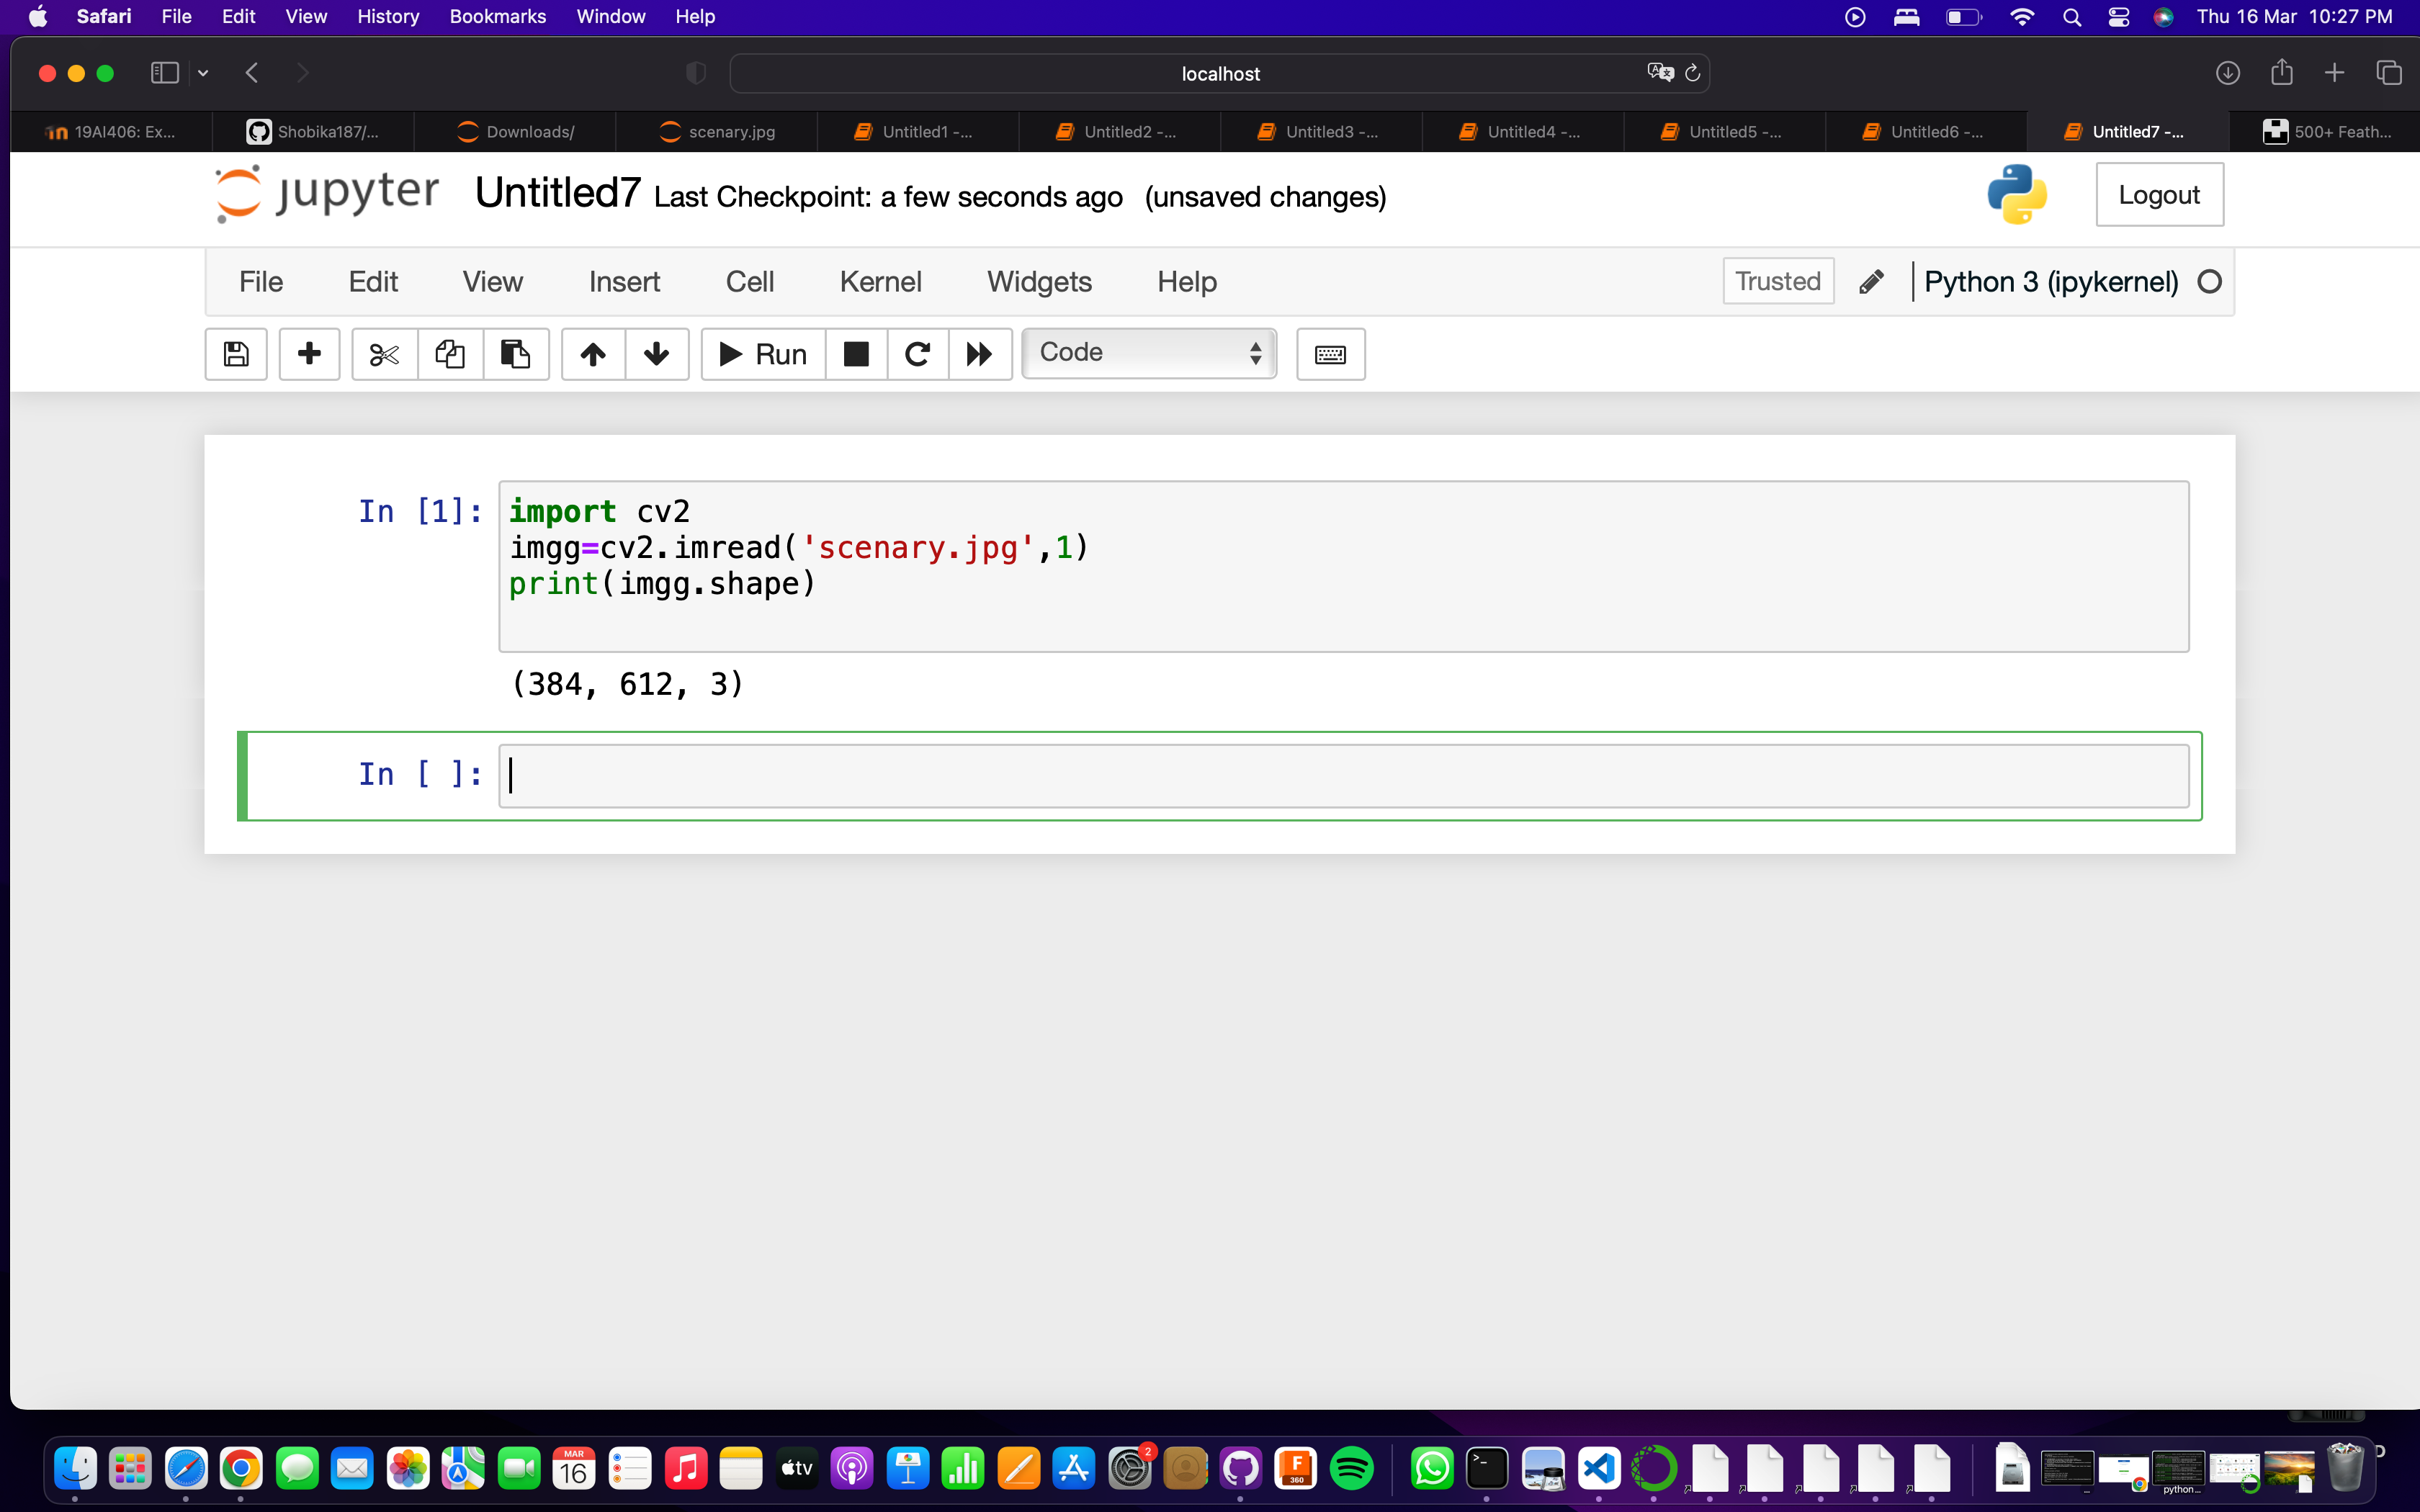 Safari File Edit View History Bookmarks Window Help Thu 16 Mar 10:27 PM
localhost
19AI406: Ex... Shobika187/... Downloads/ scenary.jpg Untitled1 -... Untitled2 -... Untitled3 -... Untitled4 -... Untitled5 -... Untitled6 -... Untitled7 -... 500+ Feath...
jupyter Untitled7 Last Checkpoint: a few seconds ago (unsaved changes) Logout
File Edit View Insert Cell Kernel Widgets Help Trusted Python 3 (ipykernel)
Run Code
In [1]: import cv2
imgg=cv2.imread('scenary.jpg',1)
print(imgg.shape)
(384, 612, 3)
In [ ]:
MAR
16
tv
2
F
360
python...